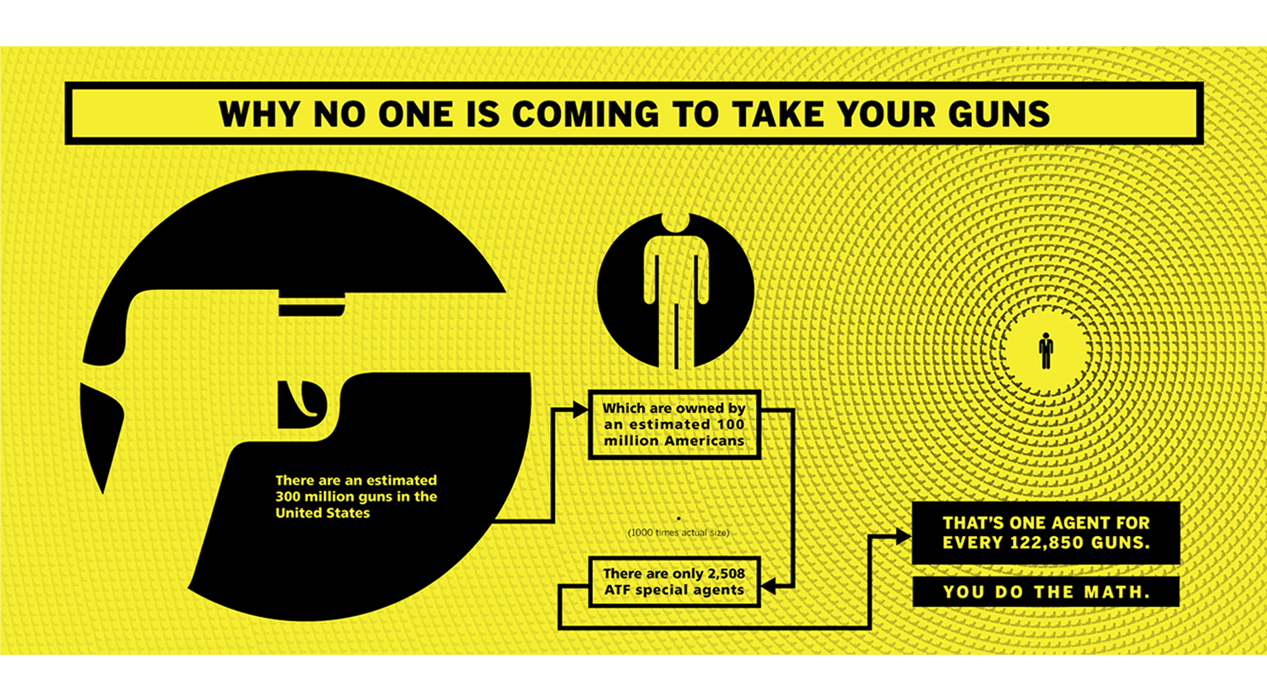 WHY NO ONE IS COMING TO TAKE YOUR GUNS
There are an estimated
300 million guns in the
United States
Which are owned by
an estimated 100
million Americans
(1000 times actual size)
There are only 2,508
ATF special agents
THAT'S ONE AGENT FOR
EVERY 122,850 GUNS.
YOU DO THE MATH.